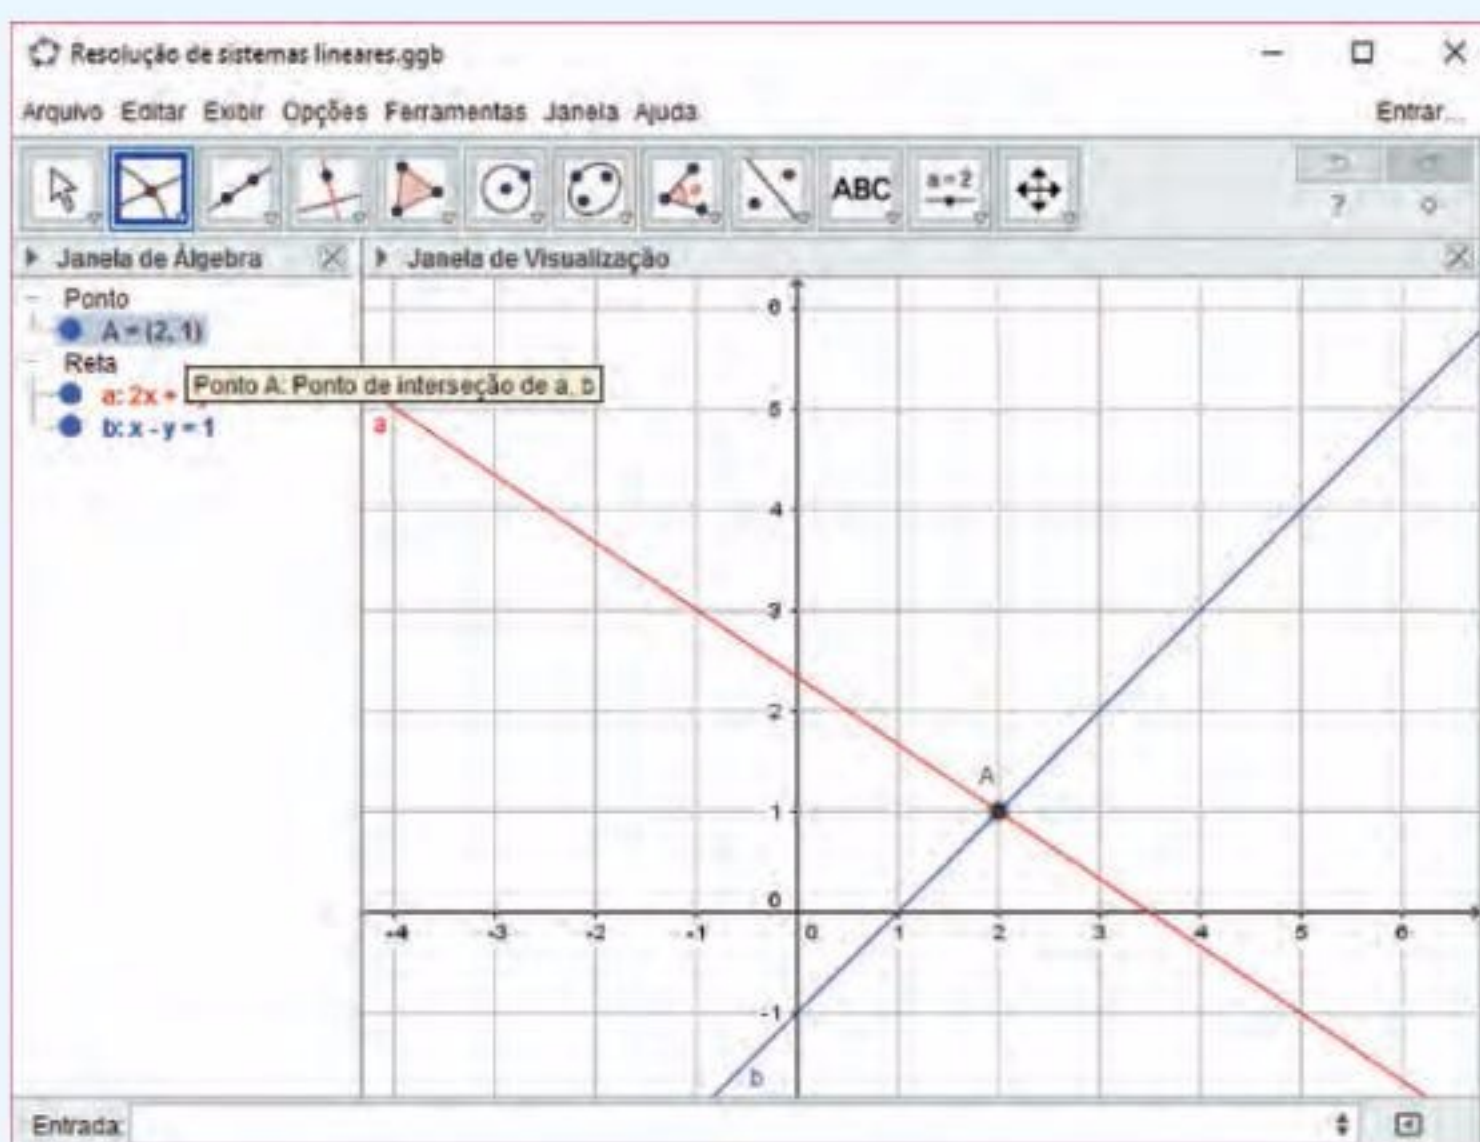 Resolução de sistemas lineares.ggb
Arquivo Editar Exibir Opções Ferramentas Janela Ajuda
Entrar...
ABC
a=2
?
Janela de Álgebra
Janela de Visualização
Ponto
A = (2, 1)
Reta
Ponto A: Ponto de interseção de a, b
a: 2x +
b: x - y = 1
a
6
5
4
3
2
A
1
0
-4 -3 -2 -1 0 1 2 3 4 5 6
-1
b
Entrada: